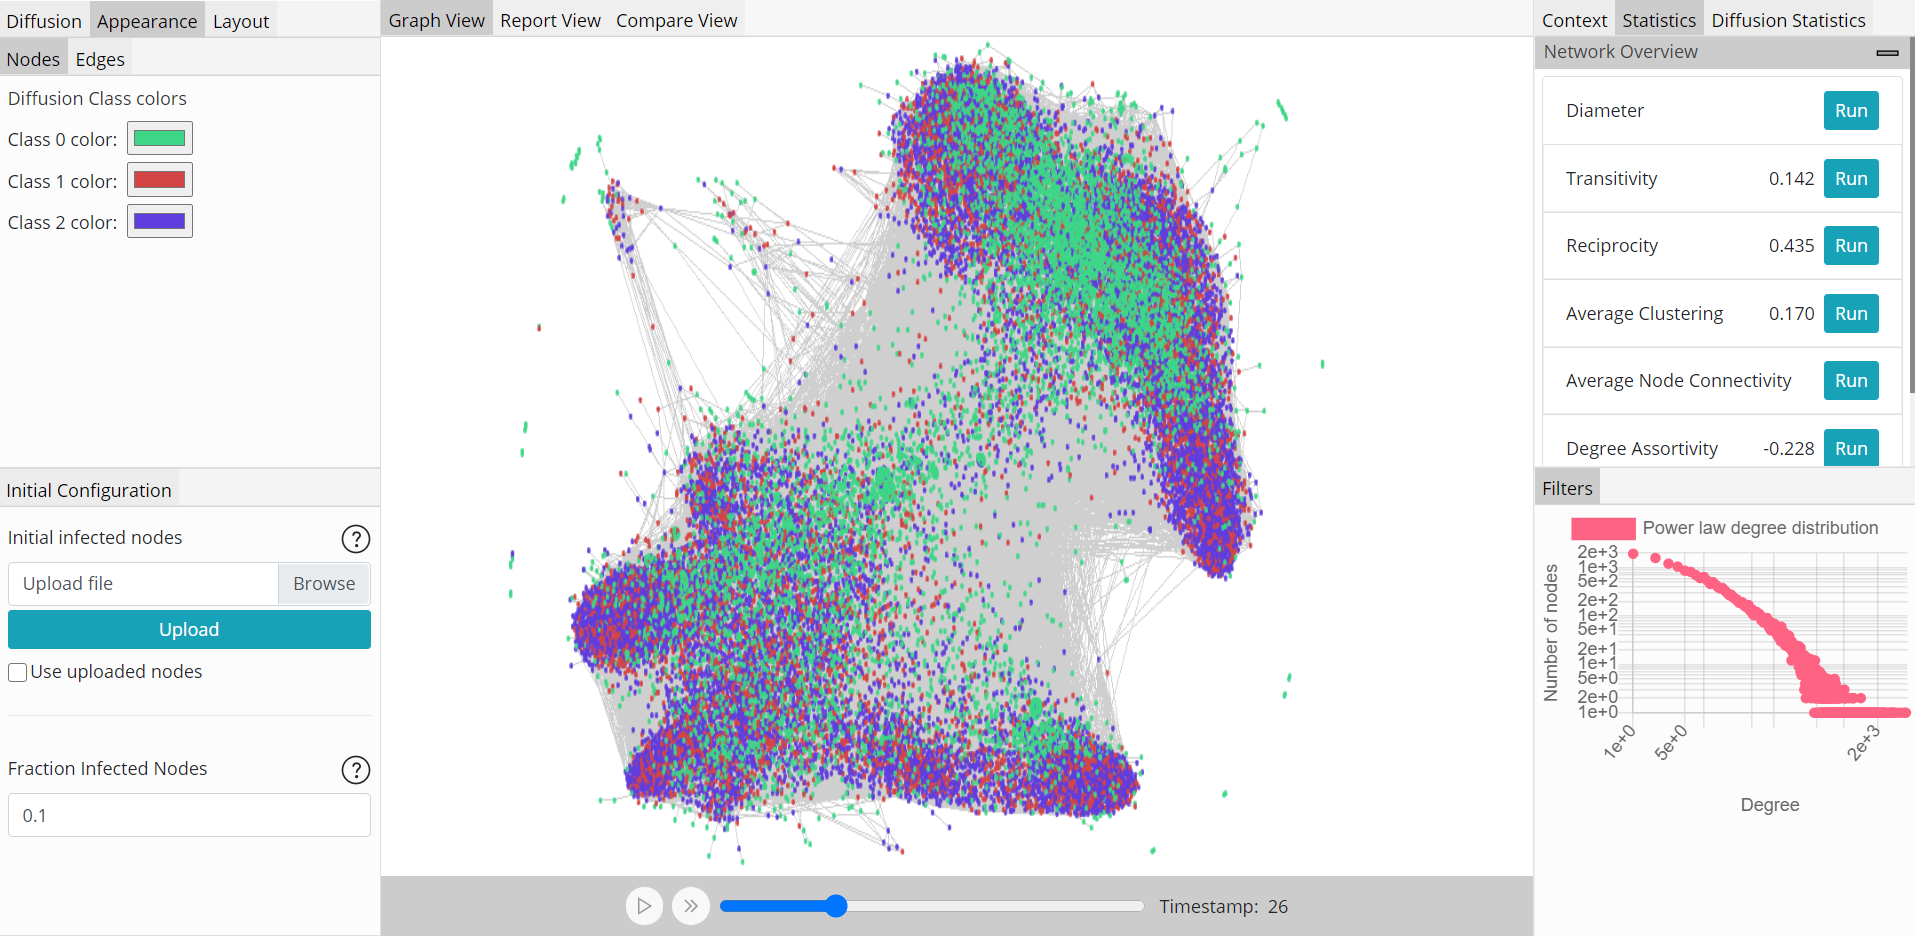 Diffusion Appearance Layout
Nodes Edges
Diffusion Class colors
Class 0 color:
Class 1 color:
Class 2 color:
Initial Configuration
Initial infected nodes ?
Upload file Browse
Upload
Use uploaded nodes
Fraction Infected Nodes ?
0.1
Graph View Report View Compare View
Timestamp: 26
Context Statistics Diffusion Statistics
Network Overview
Diameter Run
Transitivity 0.142 Run
Reciprocity 0.435 Run
Average Clustering 0.170 Run
Average Node Connectivity Run
Degree Assortivity -0.228 Run
Filters
Power law degree distribution
Number of nodes
2e+3
1e+3
5e+2
2e+2
1e+2
5e+1
2e+1
1e+1
5e+0
2e+0
1e+0
1e+0 5e+0 2e+3
Degree